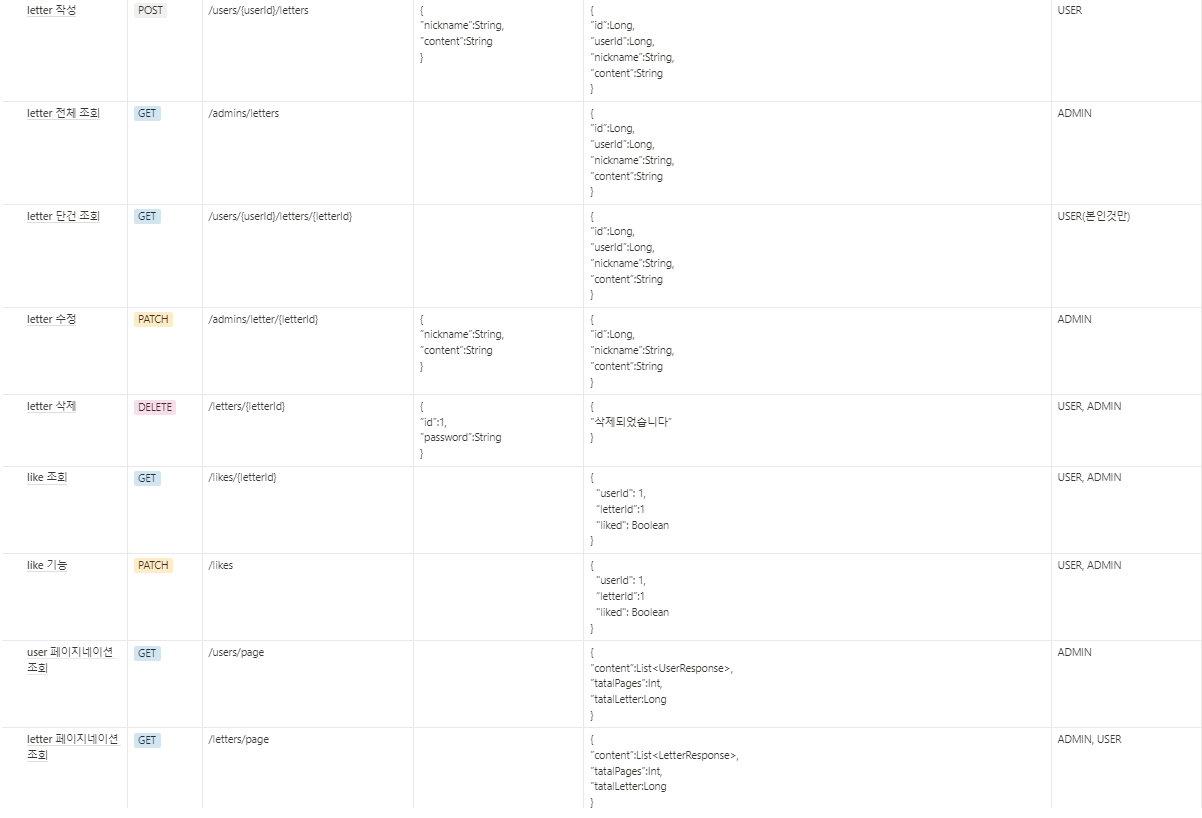 letter 작성 POST /users/{userId}/letters { { USER
"nickname":String, "id":Long,
"content":String "userId":Long,
} "nickname":String,
"content":String
}
letter 전체 조회 GET /admins/letters { ADMIN
"id":Long,
"userId":Long,
"nickname":String,
"content":String
}
letter 단건 조회 GET /users/{userId}/letters/{letterId} { USER(본인것만)
"id":Long,
"userId":Long,
"nickname":String,
"content":String
}
letter 수정 PATCH /admins/letter/{letterId} { { ADMIN
"nickname":String, "id":Long,
"content":String "nickname":String,
} "content":String
}
letter 삭제 DELETE /letters/{letterId} { { USER, ADMIN
"id":1, "삭제되었습니다"
"password":String }
}
like 조회 GET /likes/{letterId} { USER, ADMIN
"userId": 1,
"letterId":1
"liked": Boolean
}
like 기능 PATCH /likes { USER, ADMIN
"userId": 1,
"letterId":1
"liked": Boolean
}
user 페이지네이션 GET /users/page { ADMIN
조회 "content":List<UserResponse>,
"tatalPages":Int,
"tatalLetter:Long
}
letter 페이지네이션 GET /letters/page { ADMIN, USER
조회 "content":List<LetterResponse>,
"tatalPages":Int,
"tatalLetter:Long
}